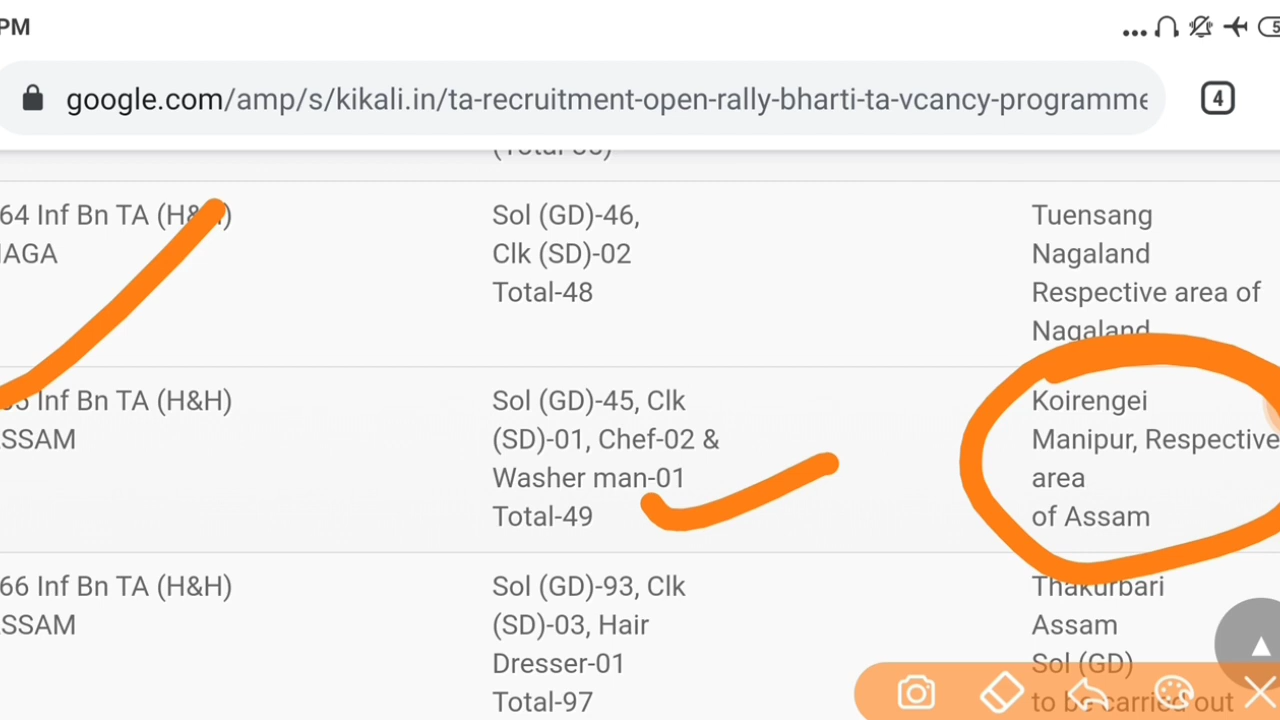 PM
google.com/amp/s/kikali.in/ta-recruitment-open-rally-bharti-ta-vcancy-programme
4
64 Inf Bn TA (H&H)
Sol (GD)-46,
Tuensang
Clk (SD)-02
Nagaland
Total-48
Respective area of
Nagaland
Inf Bn TA (H&H)
Sol (GD)-45, Clk
Koirengei
SSAM
(SD)-01, Chef-02 &
Manipur, Respective
Washer man-01
area
Total-49
of Assam
66 Inf Bn TA (H&H)
Sol (GD)-93, Clk
Thakurbari
SSAM
(SD)-03, Hair
Assam
Dresser-01
Sol (GD)
Total-97
to be carried out